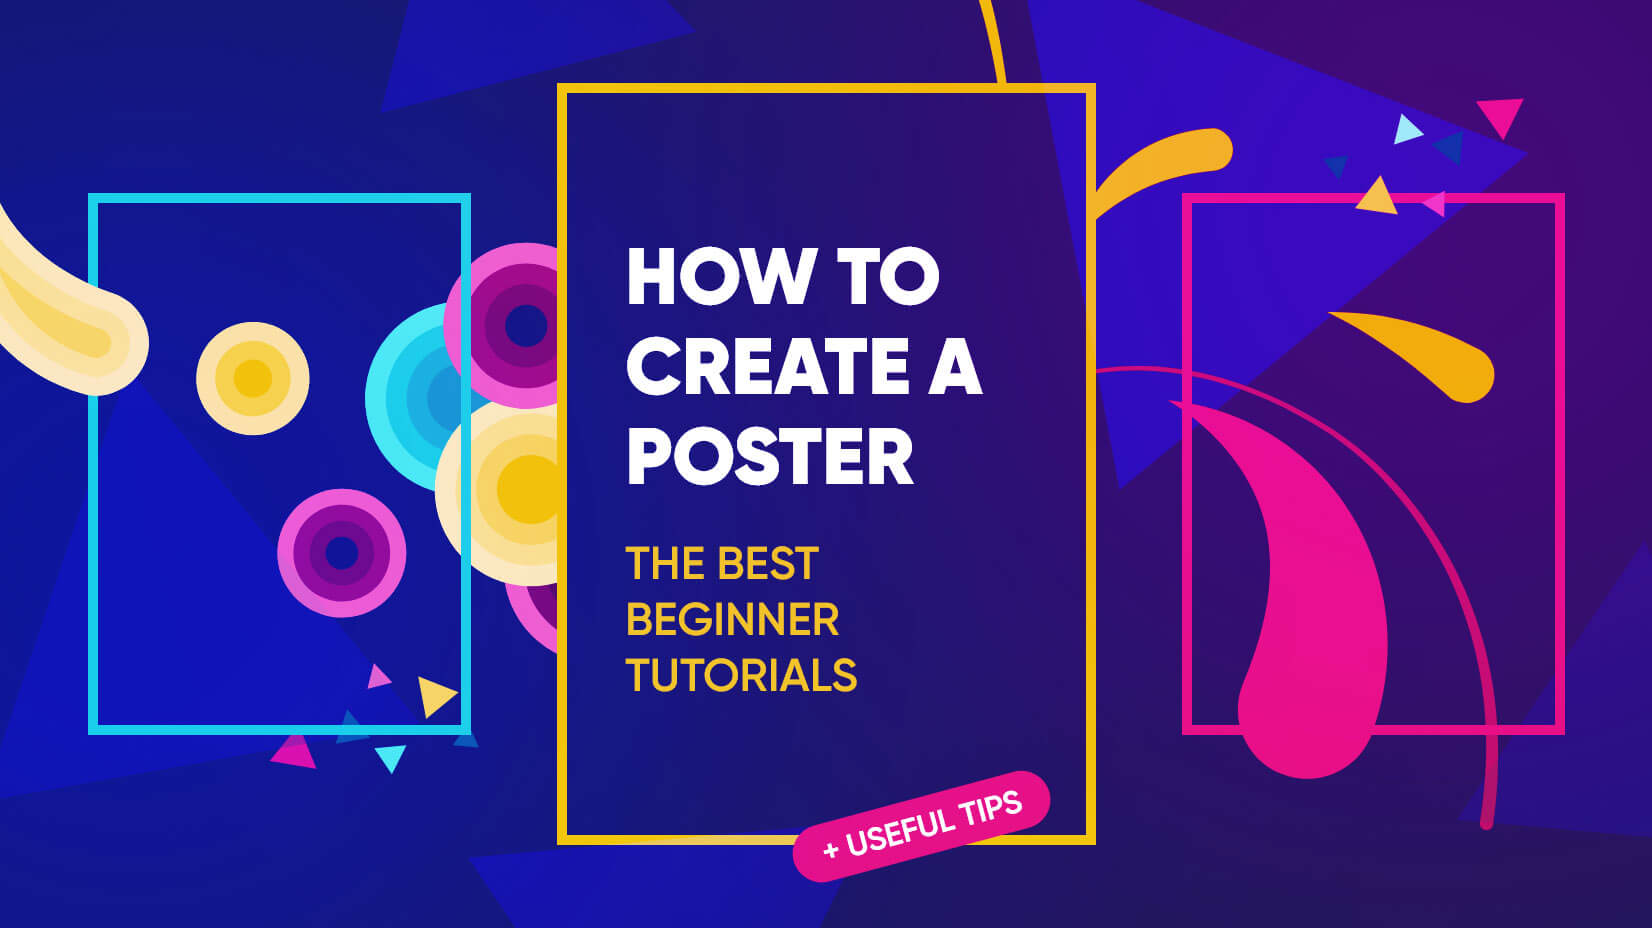 HOW TO
CREATE A
POSTER
THE BEST
BEGINNER
TUTORIALS
+ USEFUL TIPS